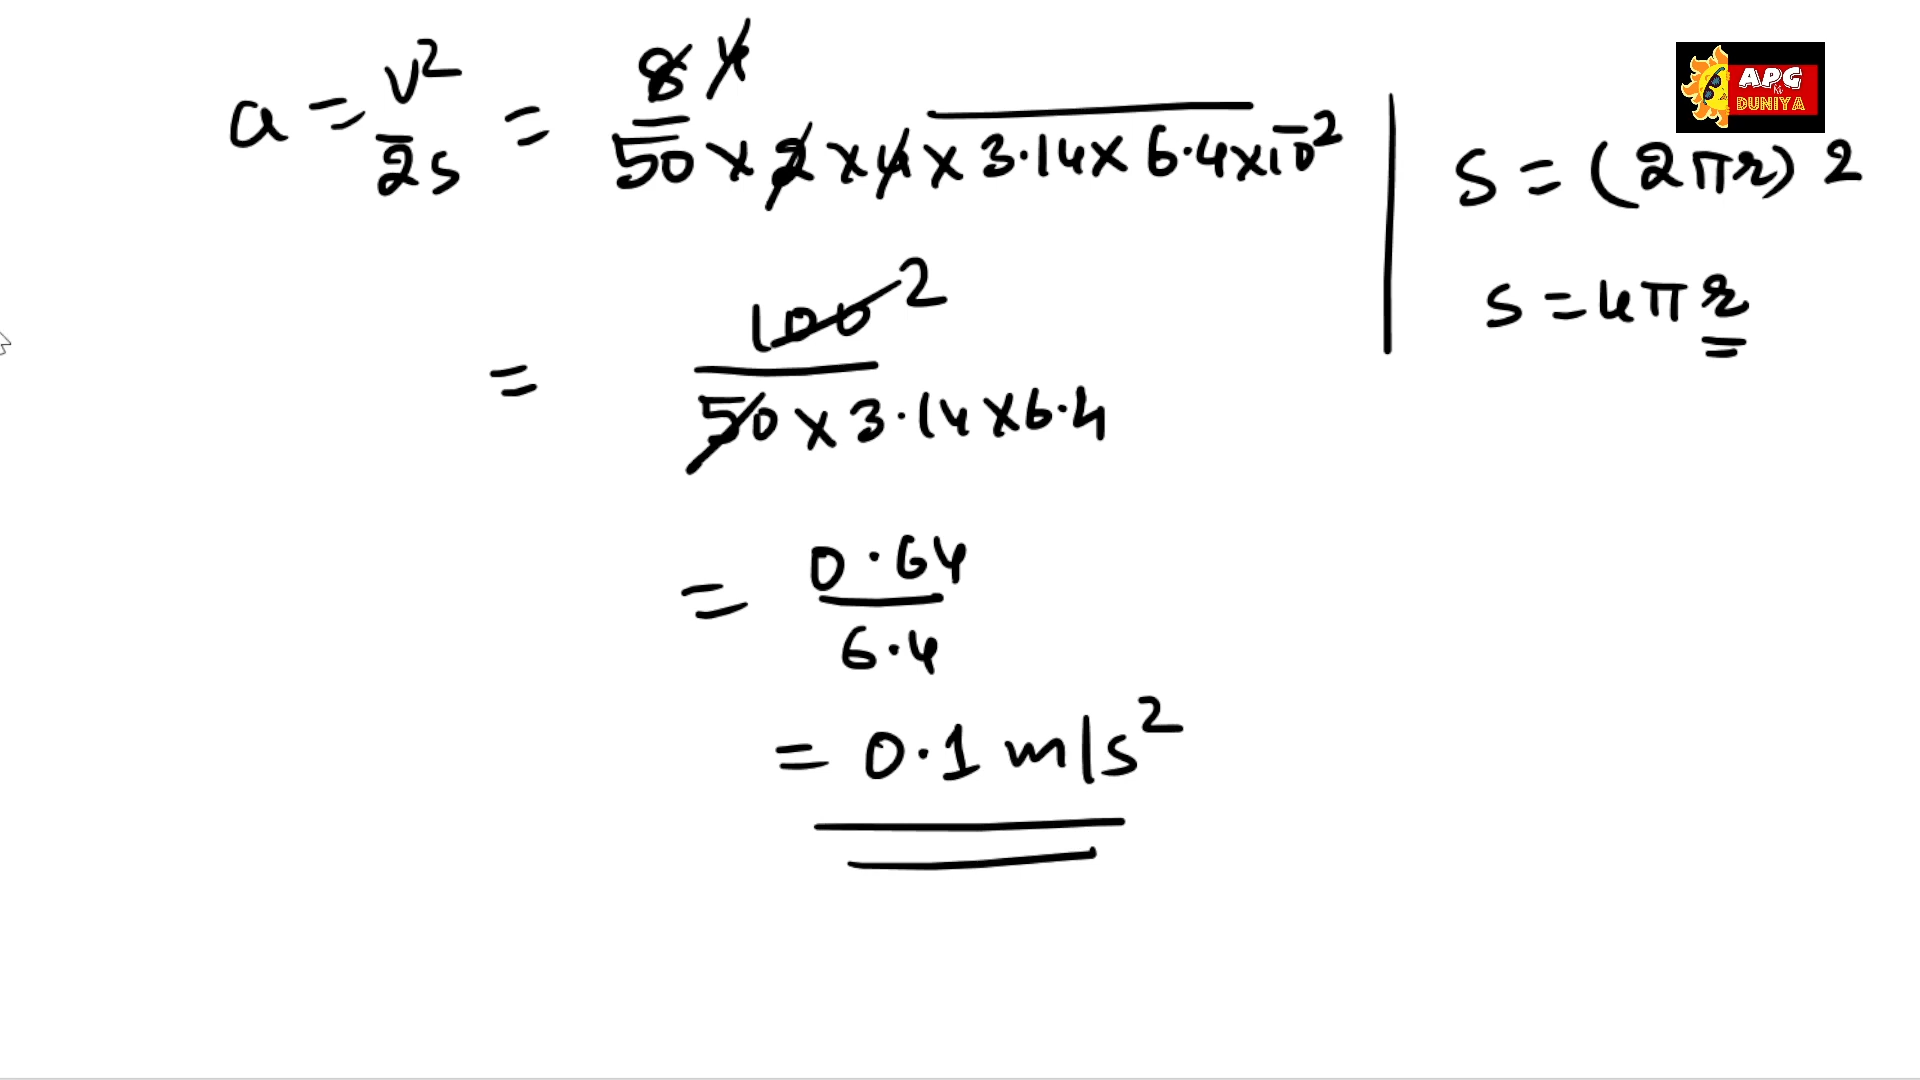 a = v²/2s = 8/50 × 2 × 4 × 3.14 × 6.4 × 10⁻²
4
APG
DUNIYA
s = (2πr) 2
s = 4πr
= 100/50 × 3.14 × 6.4
2
= 0.64/6.4
= 0.1 m/s²